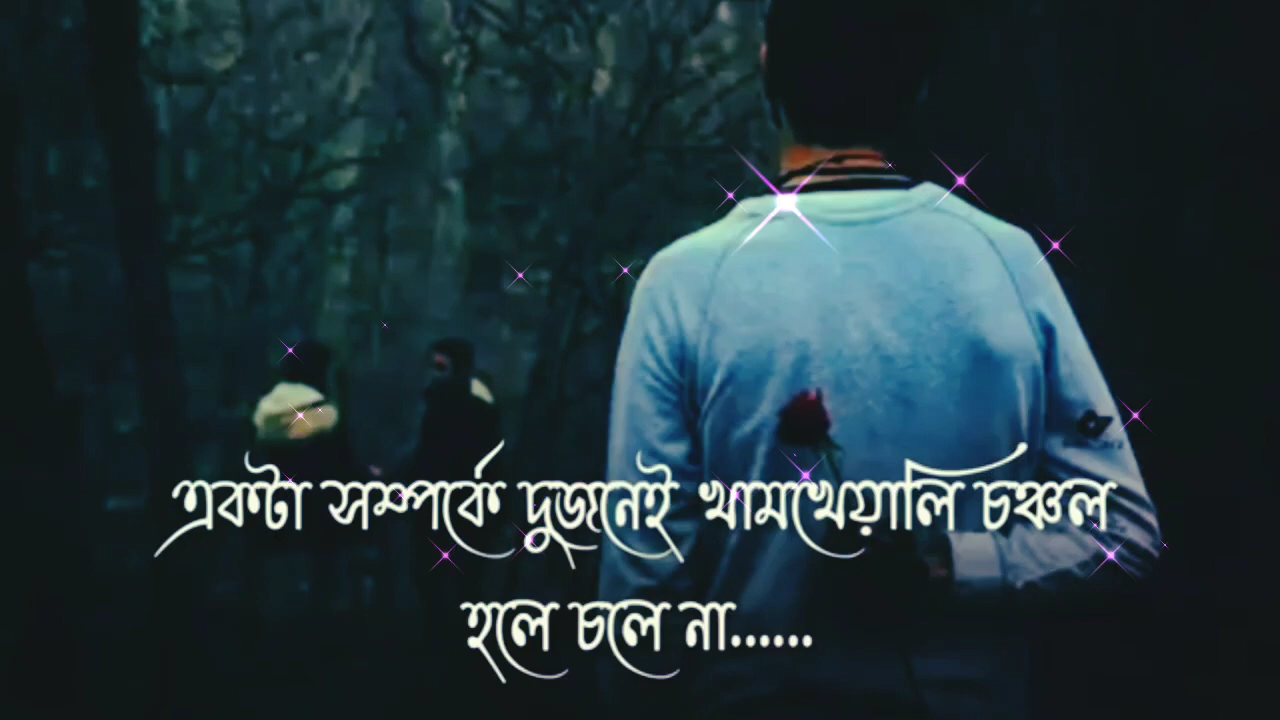 একটা সম্পর্কে দুজনেই খামখেয়ালি চঞ্চল
হলে চলে না......